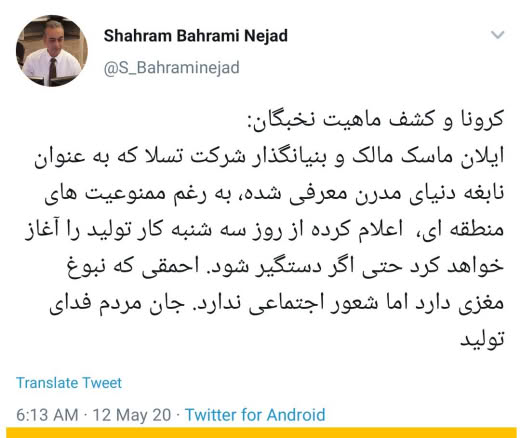 Shahram Bahrami Nejad
@S_Bahraminejad
کرونا و کشف ماهیت نخبگان:
ایلان ماسک مالک و بنیانگذار شرکت تسلا که به عنوان
نابغه دنیای مدرن معرفی شده، به رغم ممنوعیت های
منطقه ای، اعلام کرده از روز سه شنبه کار تولید را آغاز
خواهد کرد حتی اگر دستگیر شود. احمقی که نبوغ
مغزی دارد اما شعور اجتماعی ندارد. جان مردم فدای
تولید
Translate Tweet
6:13 AM · 12 May 20 · Twitter for Android